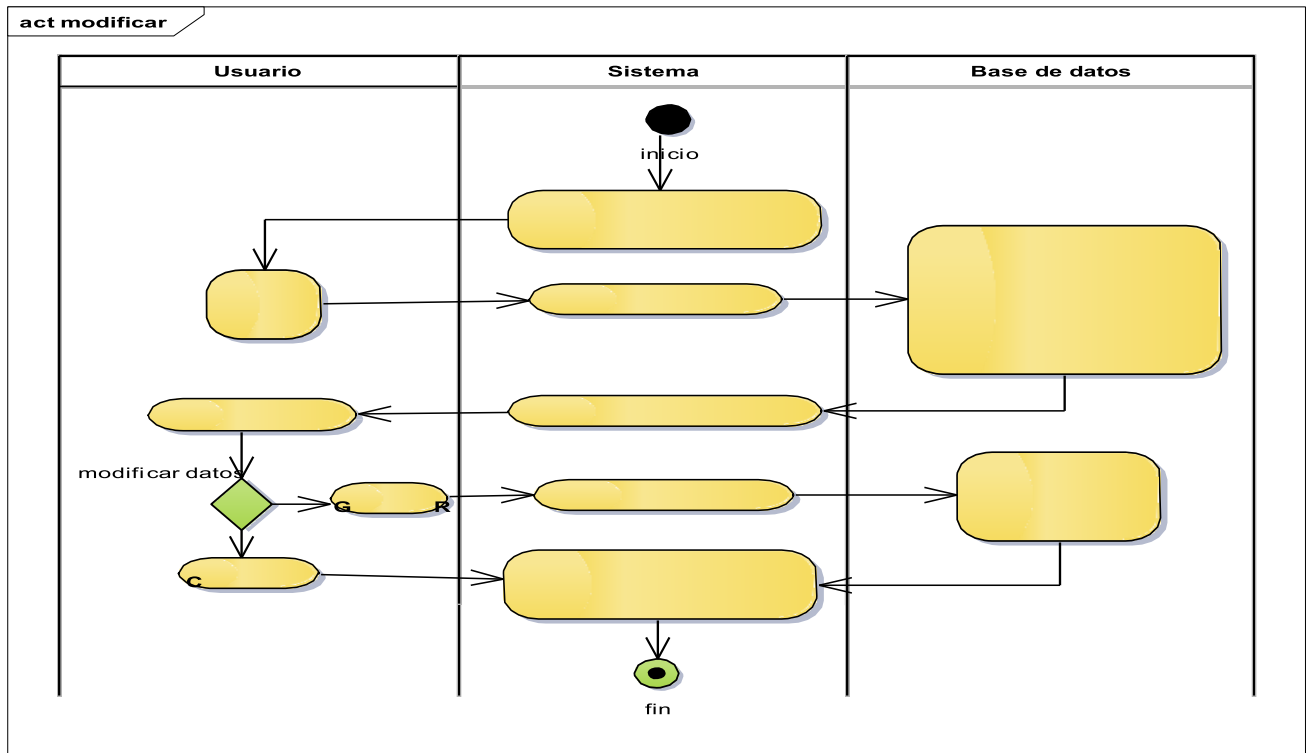 act modificar
Usuario
Sistema
Base de datos
inicio
modificar datos
G R
C
fin